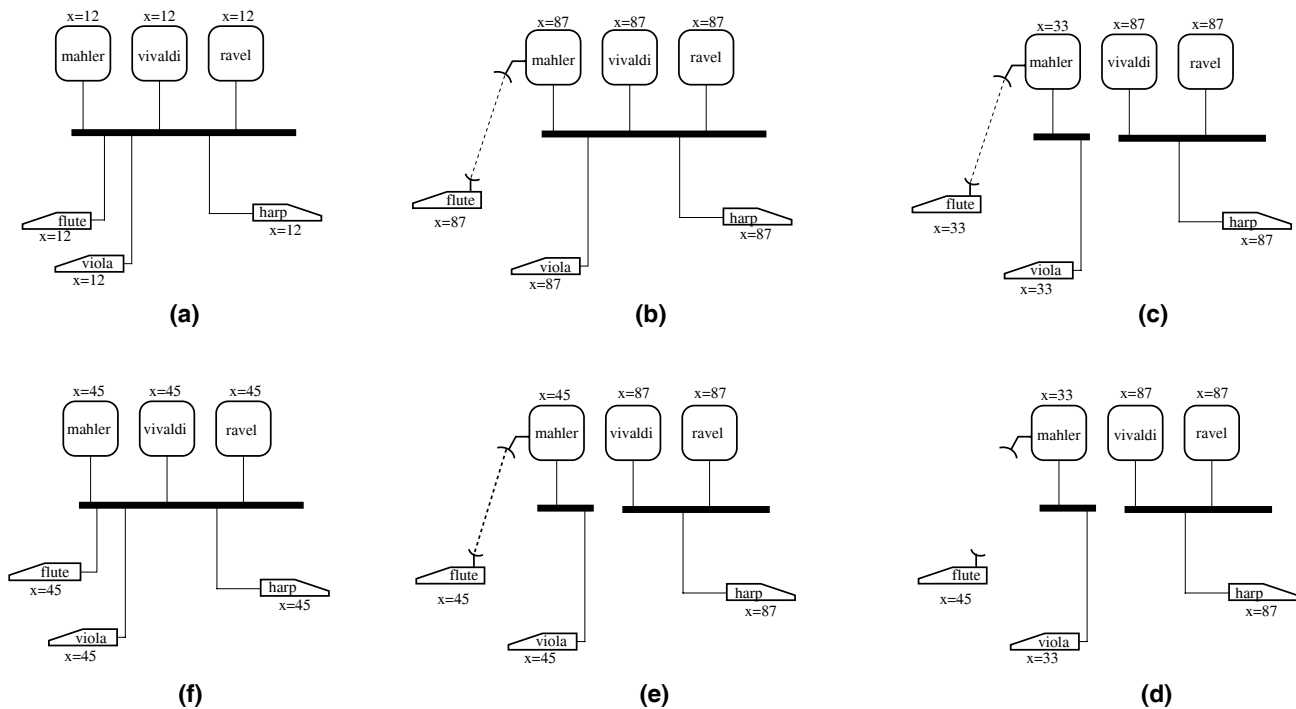 x=12 x=12 x=12
mahler vivaldi ravel
flute
x=12
harp
x=12
viola
x=12
(a)
x=87 x=87 x=87
mahler vivaldi ravel
flute
x=87
harp
x=87
viola
x=87
(b)
x=33 x=87 x=87
mahler vivaldi ravel
flute
x=33
harp
x=87
viola
x=33
(c)
x=45 x=45 x=45
mahler vivaldi ravel
flute
x=45
harp
x=45
viola
x=45
(f)
x=45 x=87 x=87
mahler vivaldi ravel
flute
x=45
harp
x=87
viola
x=45
(e)
x=33 x=87 x=87
mahler vivaldi ravel
flute
x=45
harp
x=87
viola
x=33
(d)